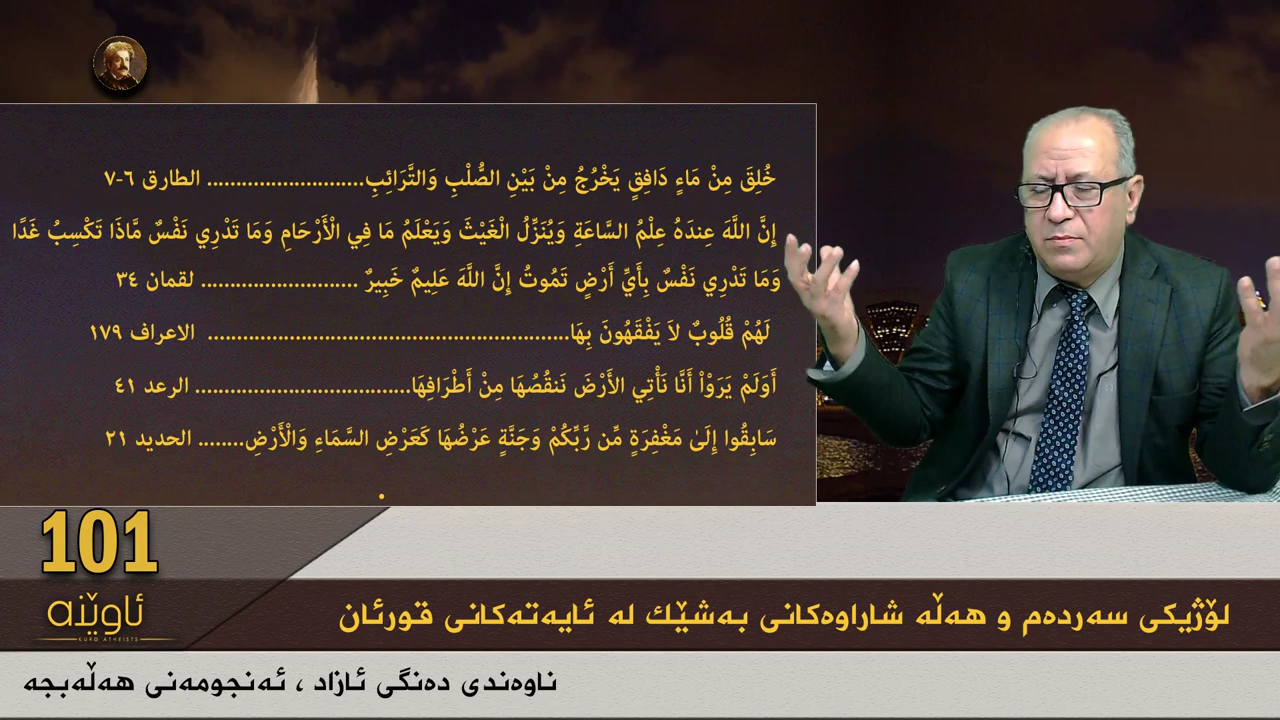 خُلِقَ مِنْ مَاءٍ دَافِقٍ يَخْرُجُ مِنْ بَيْنِ الصُّلْبِ وَالتَّرَائِبِ........................... الطارق ٦-٧
إِنَّ اللَّهَ عِندَهُ عِلْمُ السَّاعَةِ وَيُنَزِّلُ الْغَيْثَ وَيَعْلَمُ مَا فِي الْأَرْحَامِ وَمَا تَدْرِي نَفْسٌ مَّاذَا تَكْسِبُ غَدًا
وَمَا تَدْرِي نَفْسٌ بِأَيِّ أَرْضٍ تَمُوتُ إِنَّ اللَّهَ عَلِيمٌ خَبِيرٌ ........................... لقمان ٣٤
لَهُمْ قُلُوبٌ لاَ يَفْقَهُونَ بِهَا.............................................................. الاعراف ١٧٩
أَوَلَمْ يَرَوْاْ أَنَّا نَأْتِي الأَرْضَ نَنقُصُهَا مِنْ أَطْرَافِهَا..................................... الرعد ٤١
سَابِقُوا إِلَىٰ مَغْفِرَةٍ مِّن رَّبِّكُمْ وَجَنَّةٍ عَرْضُهَا كَعَرْضِ السَّمَاءِ وَالْأَرْضِ........ الحديد ٢١
101
ئاوێنە
KURD ATHEISTS
لۆژیکی سەردەم و هەڵە شاراوەکانی بەشێك لە ئایەتەکانی قورئان
ناوەندی دەنگی ئازاد ، ئەنجومەنی هەڵەبجە